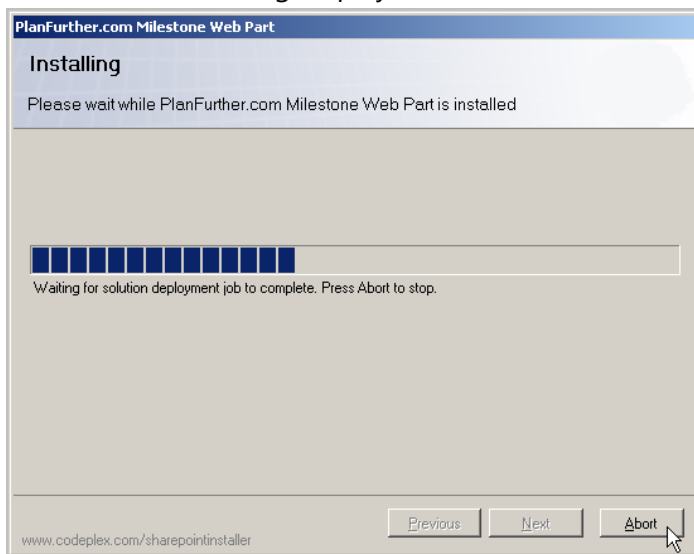 PlanFurther.com Milestone Web Part
Installing
Please wait while PlanFurther.com Milestone Web Part is installed
Waiting for solution deployment job to complete. Press Abort to stop.
Previous Next Abort
www.codeplex.com/sharepointinstaller